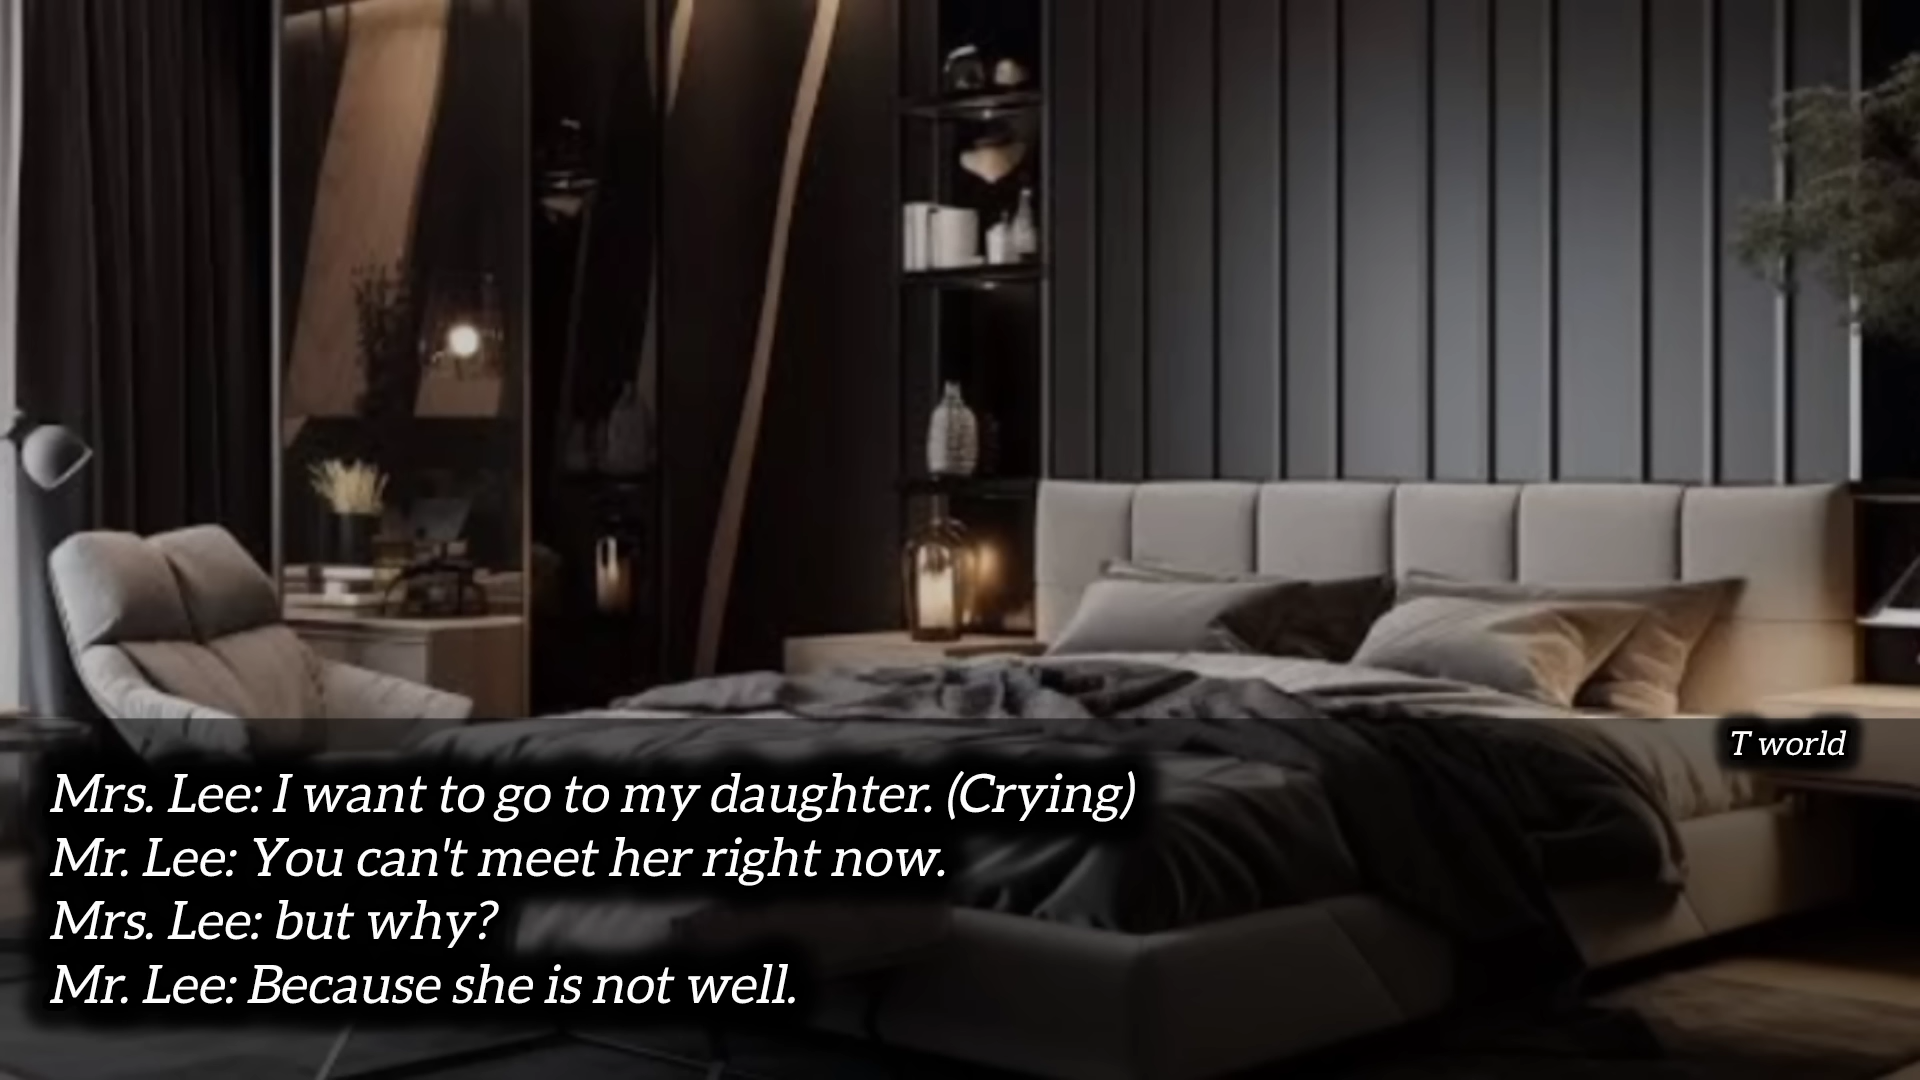 T world
Mrs. Lee: I want to go to my daughter. (Crying)
Mr. Lee: You can't meet her right now.
Mrs. Lee: but why?
Mr. Lee: Because she is not well.